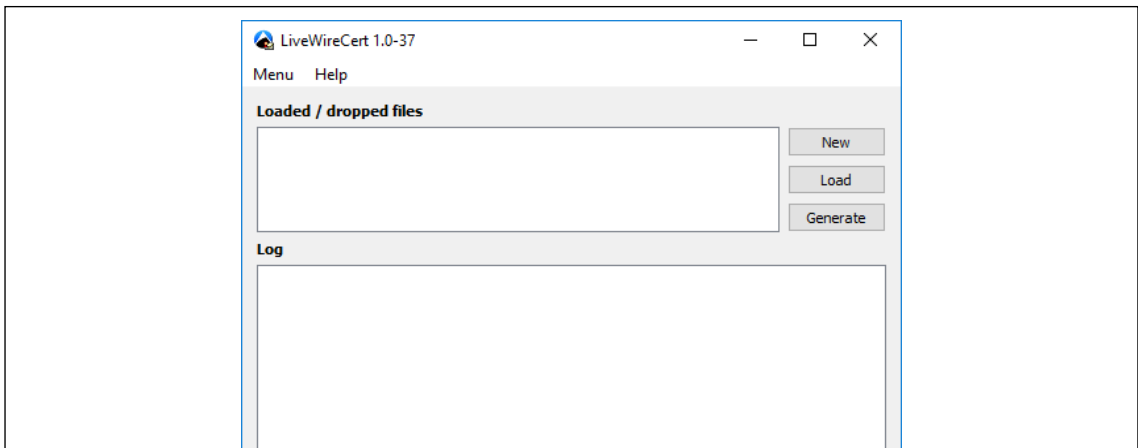 LiveWireCert 1.0-37
Menu Help
Loaded / dropped files
New
Load
Generate
Log